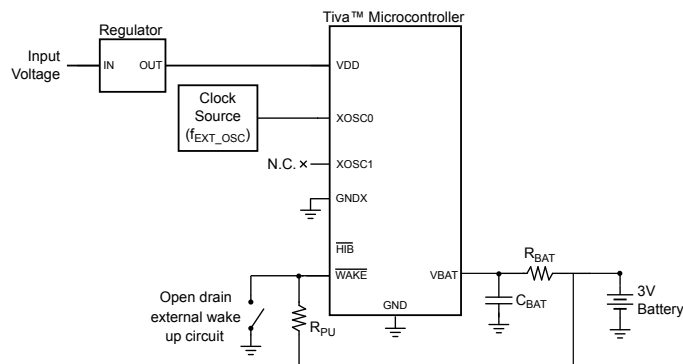 Tiva™ Microcontroller
Regulator
Input
Voltage
IN
OUT
VDD
Clock
Source
(fEXT_OSC)
XOSC0
N.C.
XOSC1
GNDX
HIB
WAKE
VBAT
RBAT
Open drain
external wake
up circuit
RPU
GND
CBAT
3V
Battery